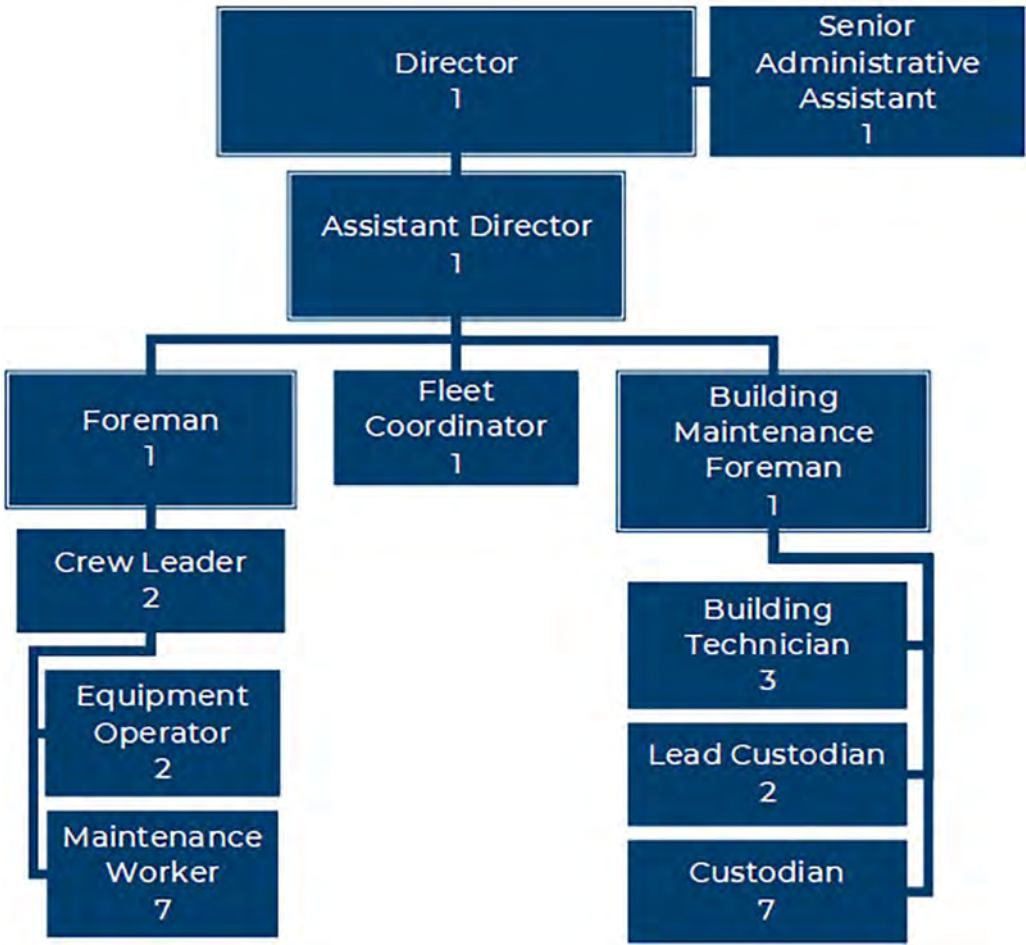 Director
1
Senior
Administrative
Assistant
1
Assistant Director
1
Foreman
1
Fleet
Coordinator
1
Building
Maintenance
Foreman
1
Crew Leader
2
Equipment
Operator
2
Maintenance
Worker
7
Building
Technician
3
Lead Custodian
2
Custodian
7